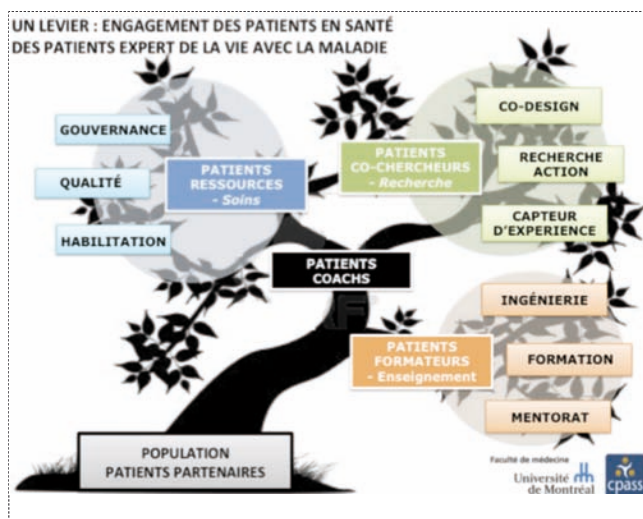 UN LEVIER : ENGAGEMENT DES PATIENTS EN SANTÉ
DES PATIENTS EXPERT DE LA VIE AVEC LA MALADIE
GOUVERNANCE
QUALITÉ
HABILITATION
PATIENTS
RESSOURCES
- Soins
PATIENTS
CO-CHERCHEURS
- Recherche
CO-DESIGN
RECHERCHE
ACTION
CAPTEUR
D'EXPERIENCE
PATIENTS
COACHS
PATIENTS
FORMATEURS
- Enseignement
INGÉNIERIE
FORMATION
MENTORAT
POPULATION
PATIENTS PARTENAIRES
Faculté de médecine
Université
de Montréal
cpass